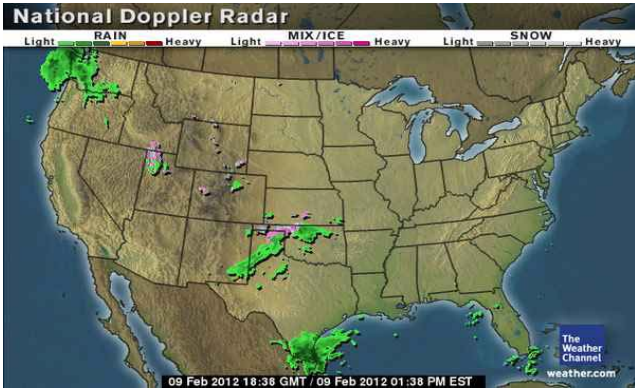 National Doppler Radar
RAIN MIX/ICE SNOW
Light Heavy Light Heavy Light Heavy
The
Weather
Channel
weather.com
09 Feb 2012 18:38 GMT / 09 Feb 2012 01:38 PM EST